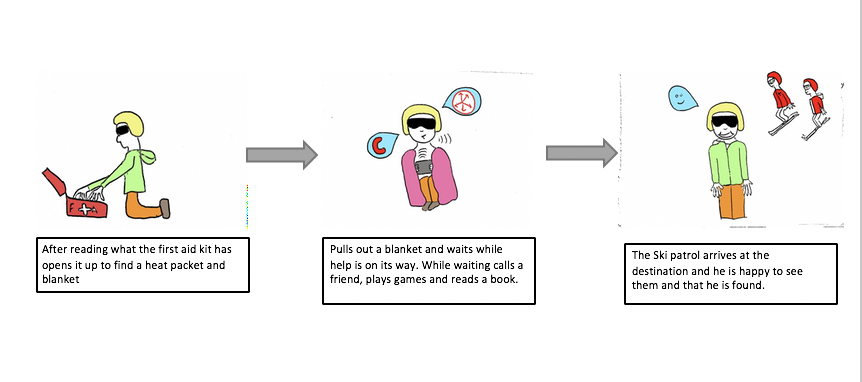 After reading what the first aid kit has
opens it up to find a heat packet and
blanket
Pulls out a blanket and waits while
help is on its way. While waiting calls a
friend, plays games and reads a book.
The Ski patrol arrives at the
destination and he is happy to see
them and that he is found.